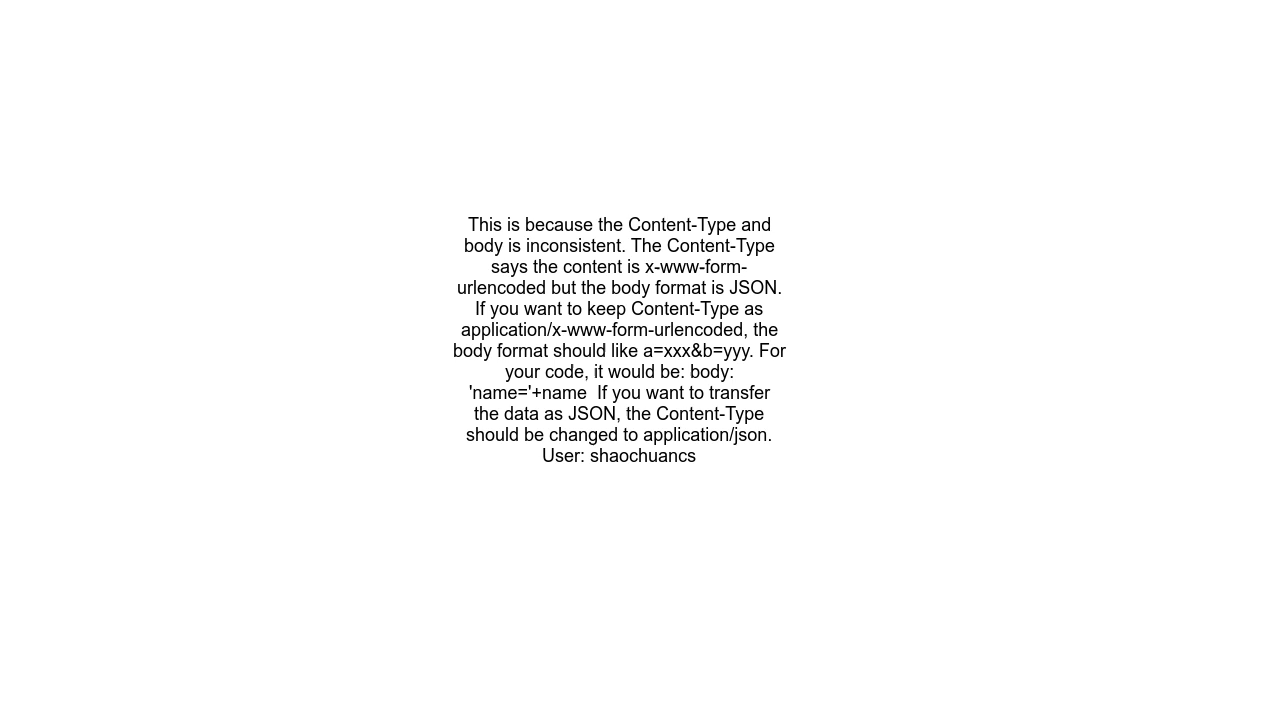 This is because the Content-Type and
body is inconsistent. The Content-Type
says the content is x-www-form-
urlencoded but the body format is JSON.
If you want to keep Content-Type as
application/x-www-form-urlencoded, the
body format should like a=xxx&b=yyy. For
your code, it would be: body:
'name='+name  If you want to transfer
the data as JSON, the Content-Type
should be changed to application/json.
User: shaochuancs